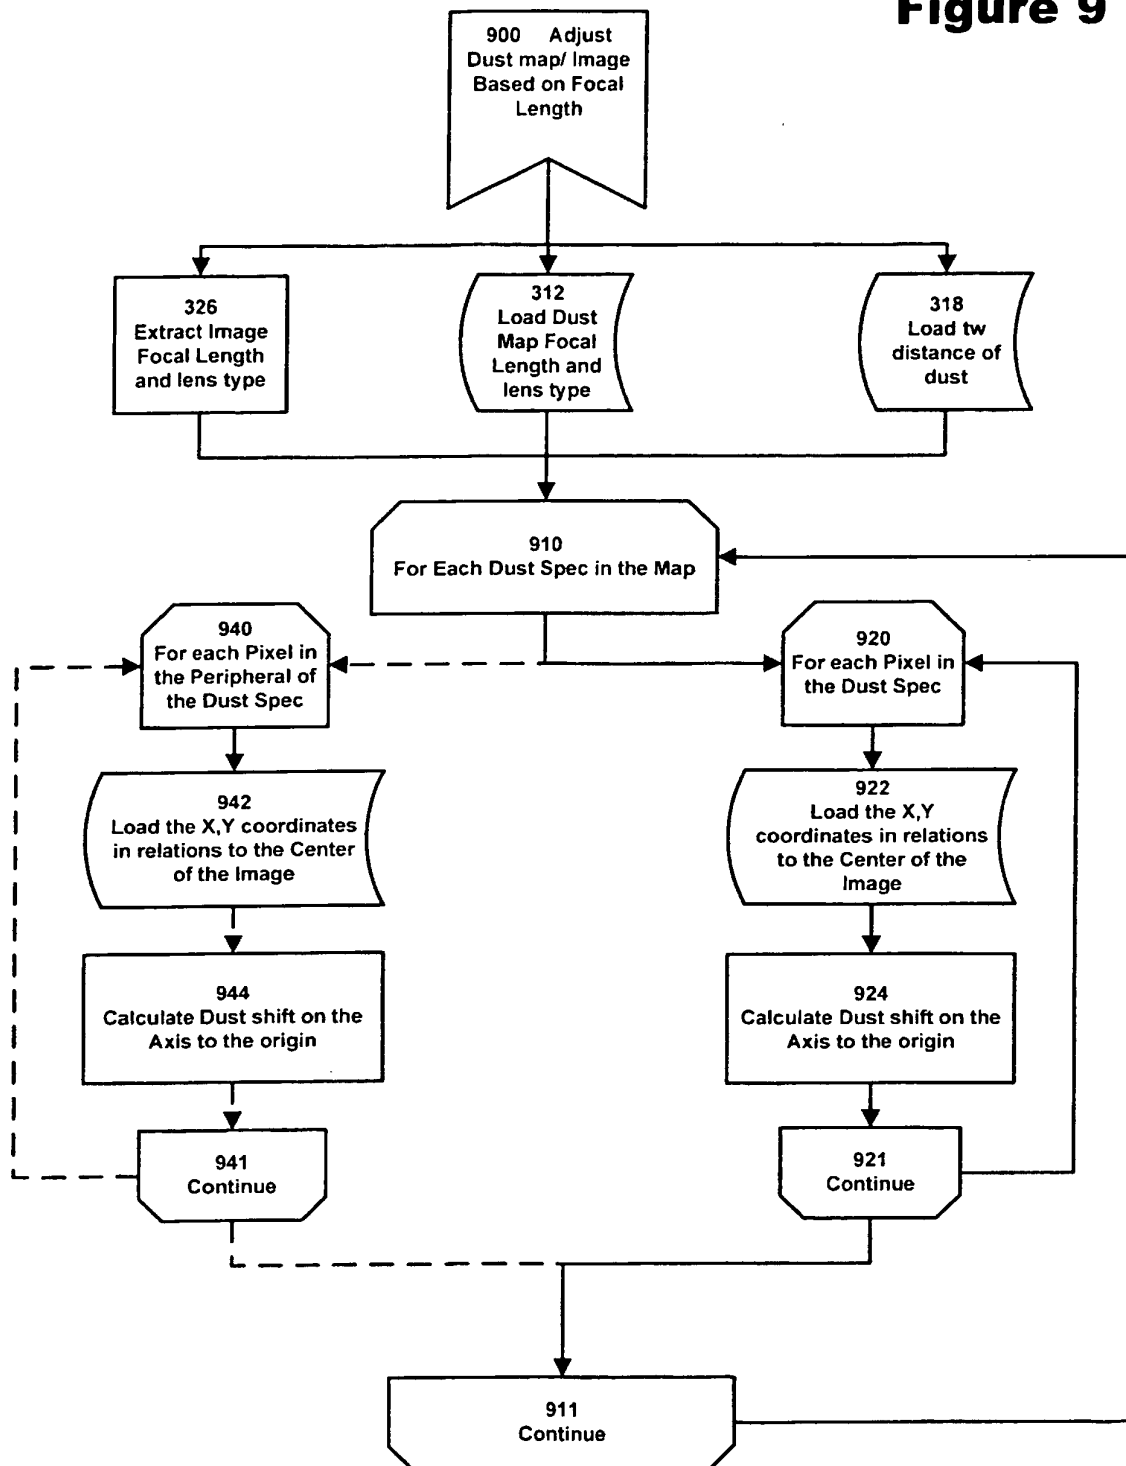 Figure 9
900 Adjust
Dust map/ Image
Based on Focal
Length
326
Extract Image
Focal Length
and lens type
312
Load Dust
Map Focal
Length and
lens type
318
Load tw
distance of
dust
910
For Each Dust Spec in the Map
940
For each Pixel in
the Peripheral of
the Dust Spec
920
For each Pixel in
the Dust Spec
942
Load the X,Y coordinates
in relations to the Center
of the Image
922
Load the X,Y
coordinates in relations
to the Center of the
Image
944
Calculate Dust shift on the
Axis to the origin
924
Calculate Dust shift on the
Axis to the origin
941
Continue
921
Continue
911
Continue